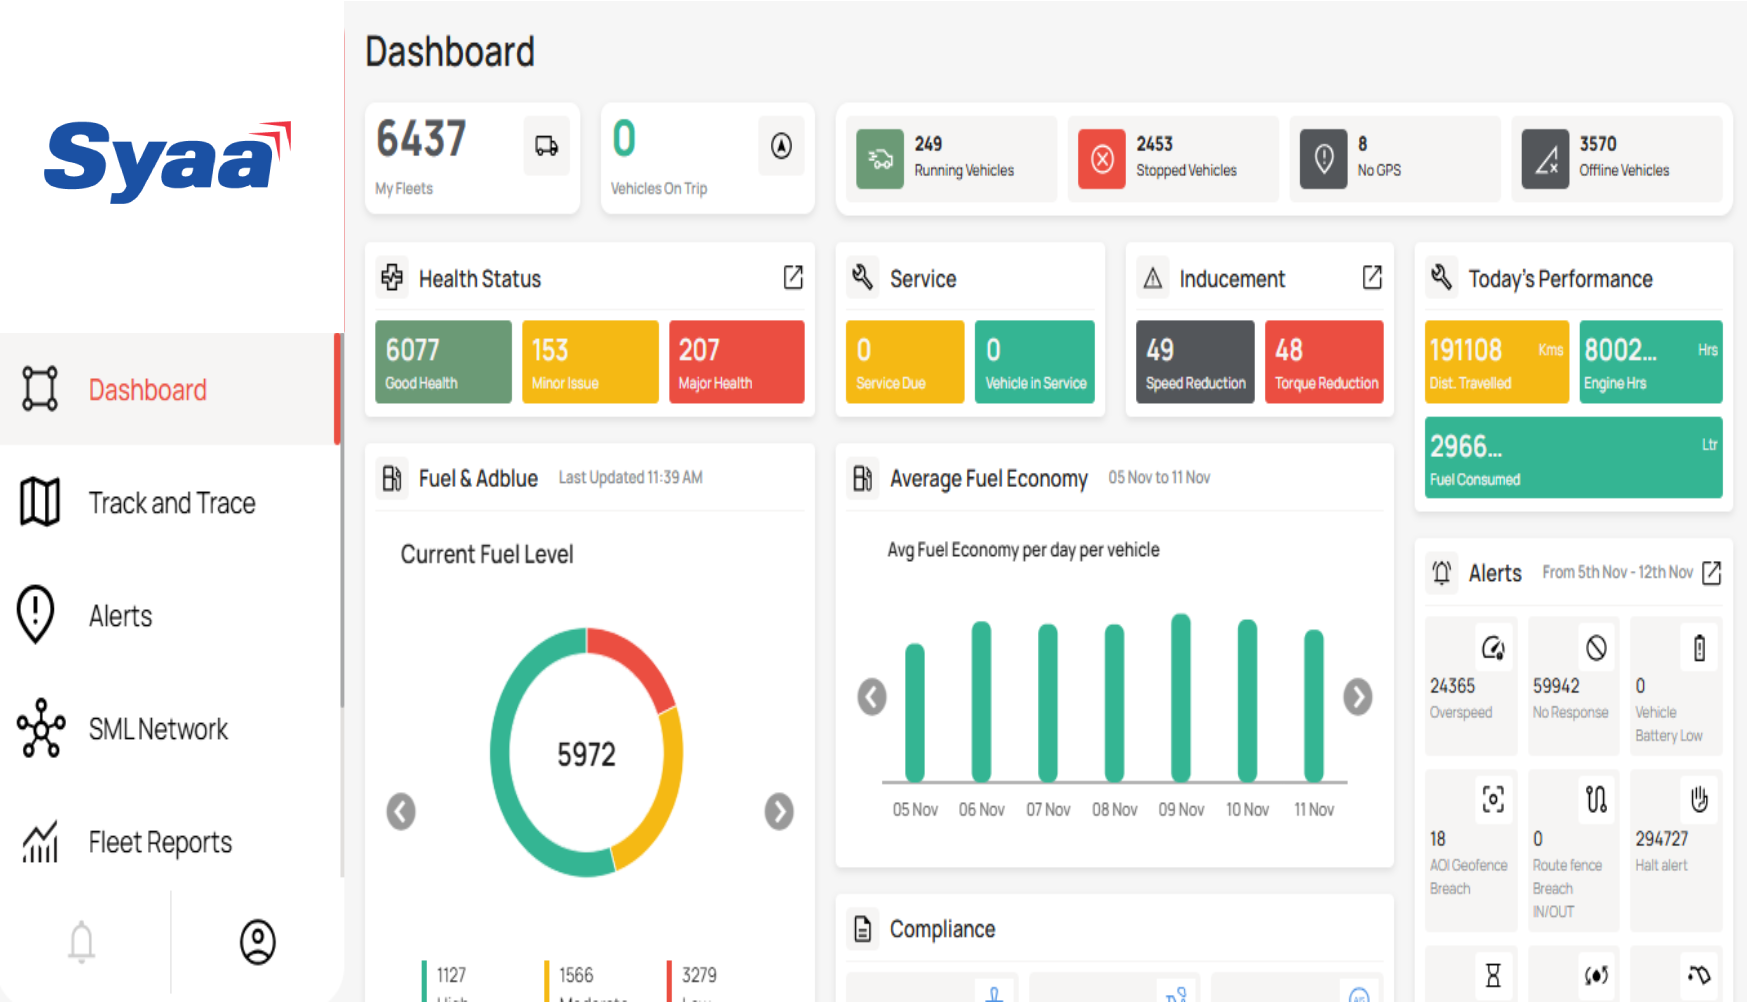 Syaa
Dashboard
Track and Trace
Alerts
SML Network
Fleet Reports
Dashboard
6437
My Fleets
0
Vehicles On Trip
249
Running Vehicles
2453
Stopped Vehicles
8
No GPS
3570
Offline Vehicles
Health Status
6077
Good Health
153
Minor Issue
207
Major Health
Service
0
Service Due
0
Vehicle in Service
Inducement
49
Speed Reduction
48
Torque Reduction
Today's Performance
191108 Kms
Dist. Travelled
8002... Hrs
Engine Hrs
2966... Ltr
Fuel Consumed
Fuel & Adblue Last Updated 11:39 AM
Current Fuel Level
5972
1127
High
1566
Moderate
3279
Low
Average Fuel Economy 05 Nov to 11 Nov
Avg Fuel Economy per day per vehicle
05 Nov 06 Nov 07 Nov 08 Nov 09 Nov 10 Nov 11 Nov
Compliance
Alerts From 5th Nov - 12th Nov
24365
Overspeed
59942
No Response
0
Vehicle
Battery Low
18
AOI Geofence
Breach
0
Route fence
Breach
IN/OUT
294727
Halt alert